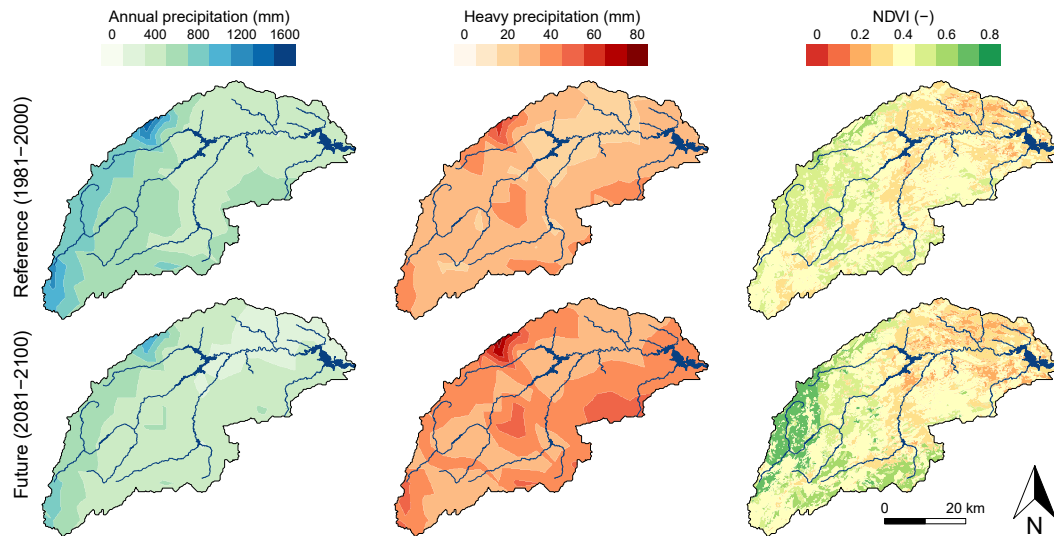 Annual precipitation (mm)
0 400 800 1200 1600
Heavy precipitation (mm)
0 20 40 60 80
NDVI (−)
0 0.2 0.4 0.6 0.8
Reference (1981−2000)
Future (2081−2100)
0 20 km
N